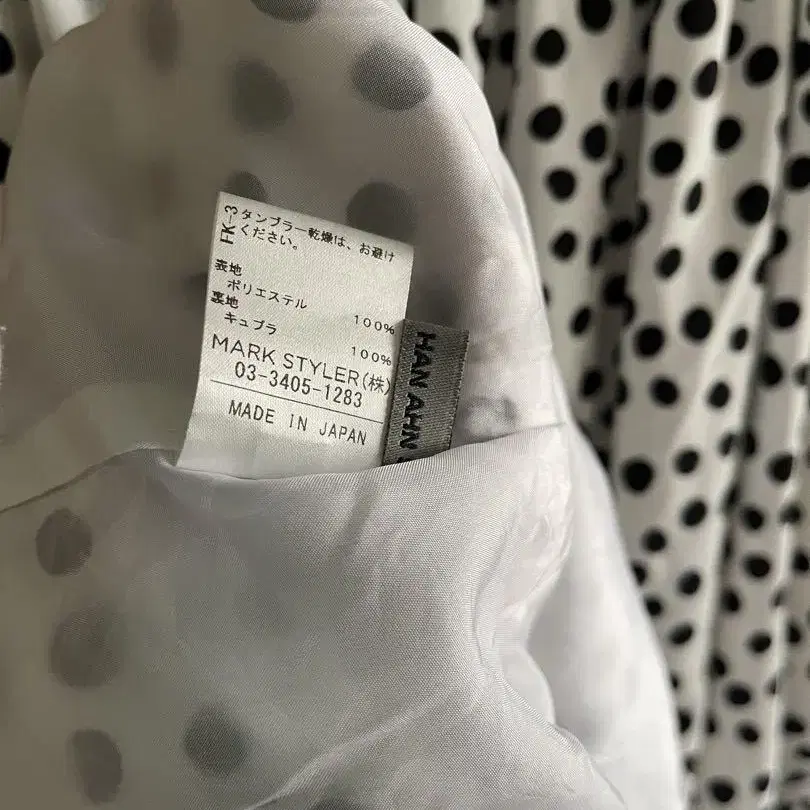 FK-3
タンブラー乾燥は、お避け
ください。
表地
ポリエステル 100%
裏地
キュプラ 100%
MARK STYLER(株)
03-3405-1283
MADE IN JAPAN
HAN AHN